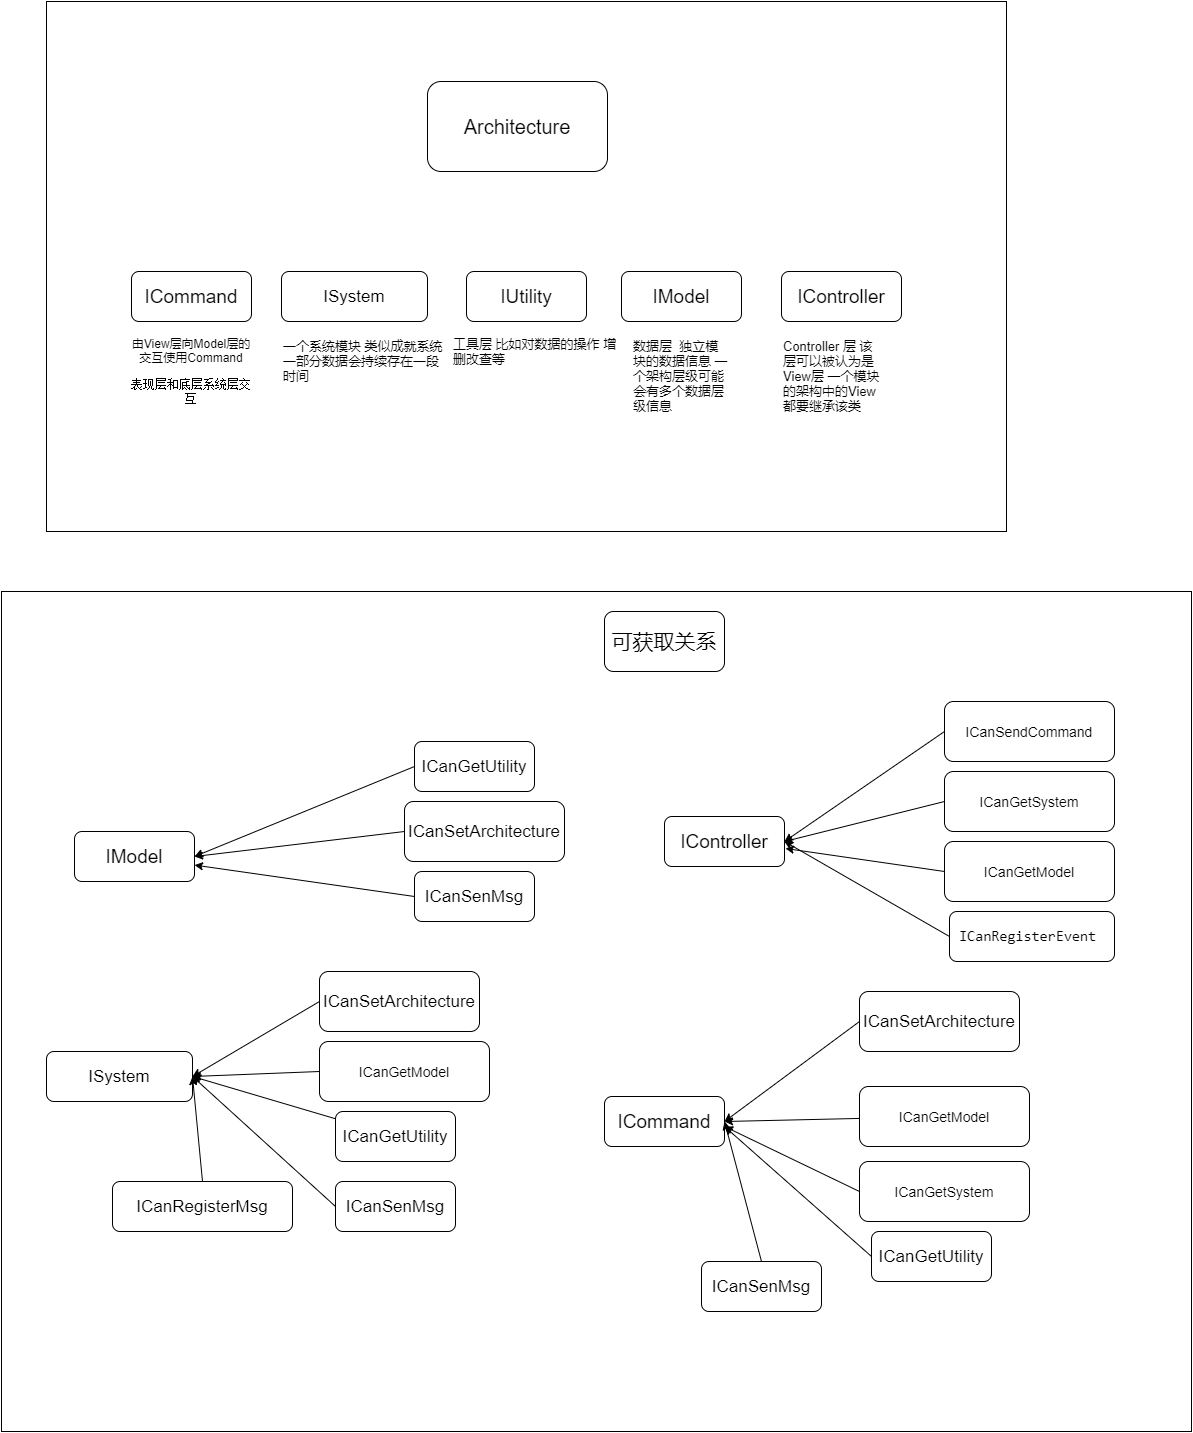 Architecture
ICommand
ISystem
IUtility
IModel
IController
由View层向Model层的
交互使用Command
表现层和底层系统层交
互
一个系统模块 类似成就系统
一部分数据会持续存在一段
时间
工具层 比如对数据的操作 增
删改查等
数据层  独立模
块的数据信息 一
个架构层级可能
会有多个数据层
级信息
Controller 层 该
层可以被认为是
View层 一个模块
的架构中的View
都要继承该类
可获取关系
ICanGetUtility
ICanSetArchitecture
IModel
ICanSenMsg
ICanSendCommand
ICanGetSystem
IController
ICanGetModel
ICanRegisterEvent
ICanSetArchitecture
ISystem
ICanGetModel
ICanGetUtility
ICanRegisterMsg
ICanSenMsg
ICanSetArchitecture
ICommand
ICanGetModel
ICanGetSystem
ICanGetUtility
ICanSenMsg